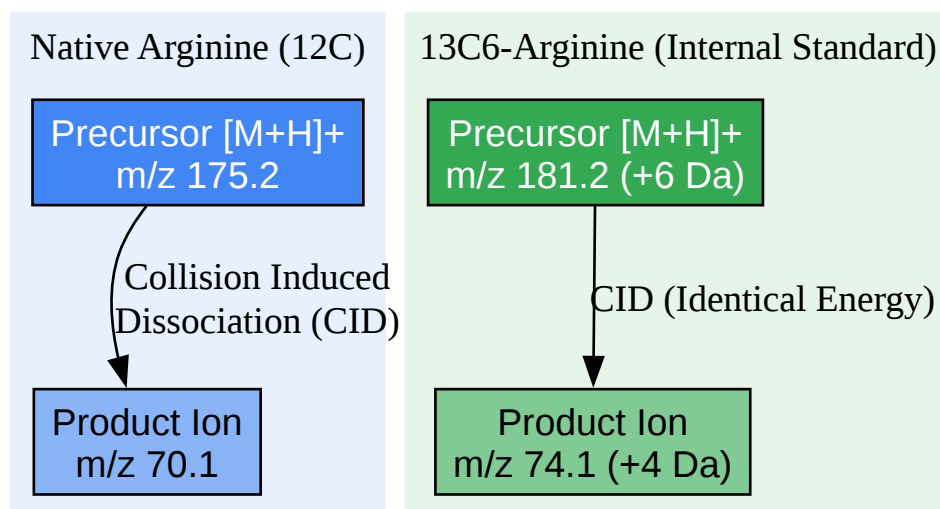 Native Arginine (12C)
Precursor [M+H]+
m/z 175.2
Collision Induced
Dissociation (CID)
Product Ion
m/z 70.1
13C6-Arginine (Internal Standard)
Precursor [M+H]+
m/z 181.2 (+6 Da)
CID (Identical Energy)
Product Ion
m/z 74.1 (+4 Da)